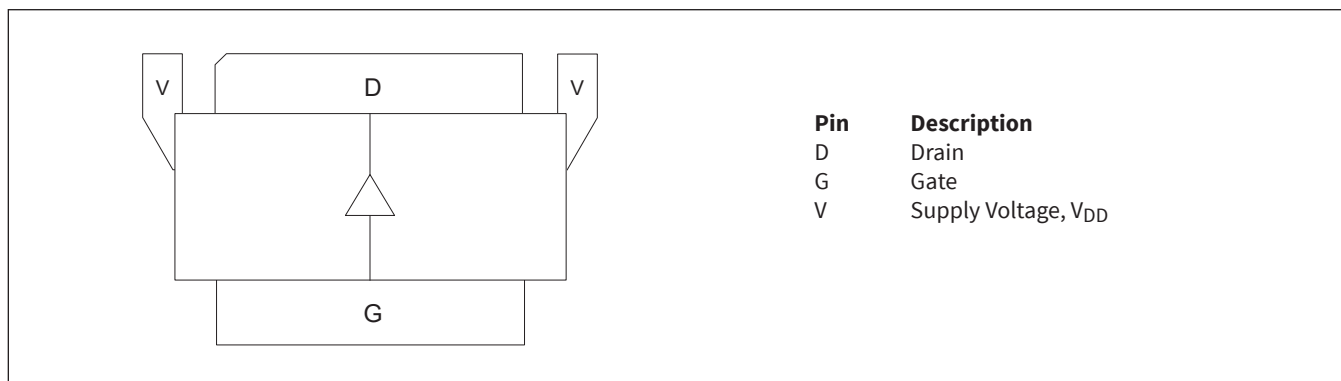 V D V
G
Pin Description
D Drain
G Gate
V Supply Voltage, VDD